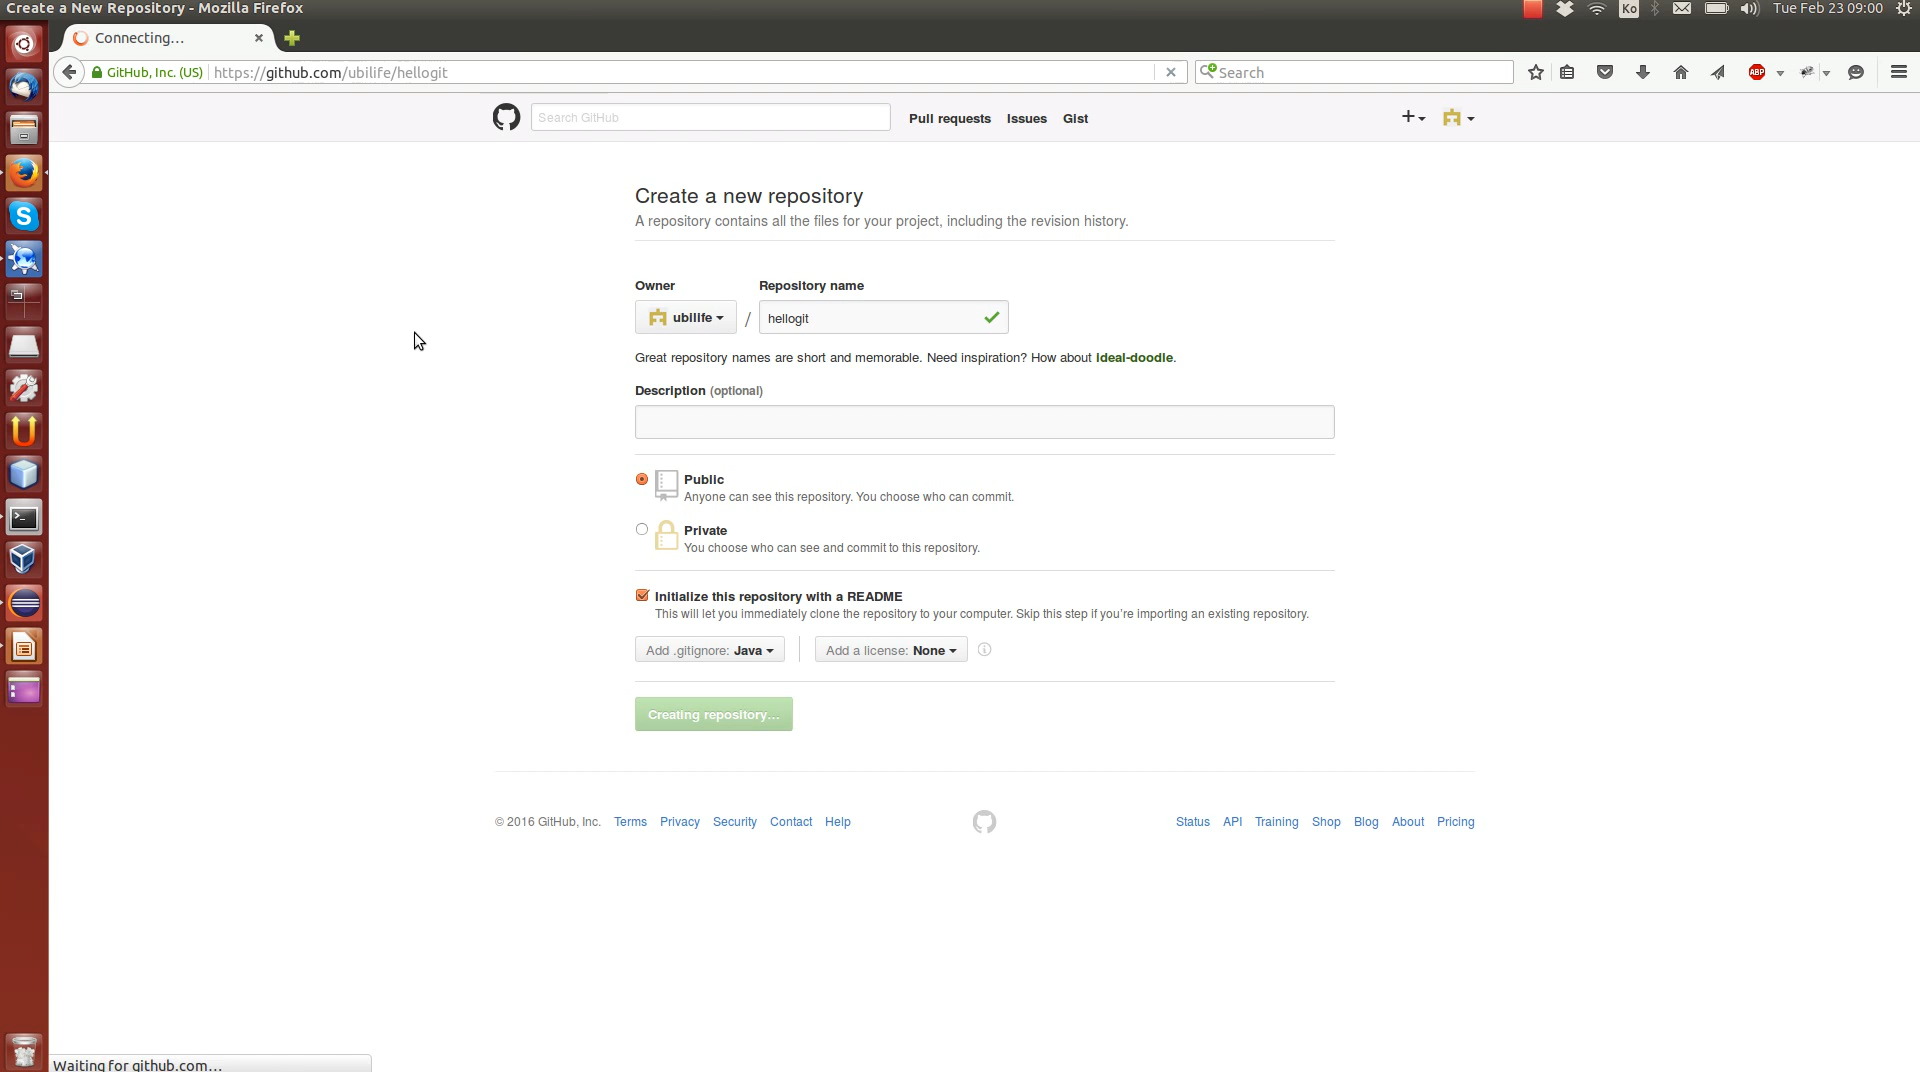 Create a New Repository - Mozilla Firefox
Ko
Tue Feb 23 09:00
Connecting...
GitHub, Inc. (US)
https://github.com/ubilife/hellogit
Search
ABP
Search GitHub
Pull requests
Issues
Gist
Create a new repository
A repository contains all the files for your project, including the revision history.
Owner
Repository name
ubilife
/
hellogit
Great repository names are short and memorable. Need inspiration? How about ideal-doodle.
Description (optional)
Public
Anyone can see this repository. You choose who can commit.
Private
You choose who can see and commit to this repository.
Initialize this repository with a README
This will let you immediately clone the repository to your computer. Skip this step if you're importing an existing repository.
Add .gitignore: Java
Add a license: None
Creating repository...
© 2016 GitHub, Inc. Terms Privacy Security Contact Help
Status API Training Shop Blog About Pricing
Waiting for github.com...